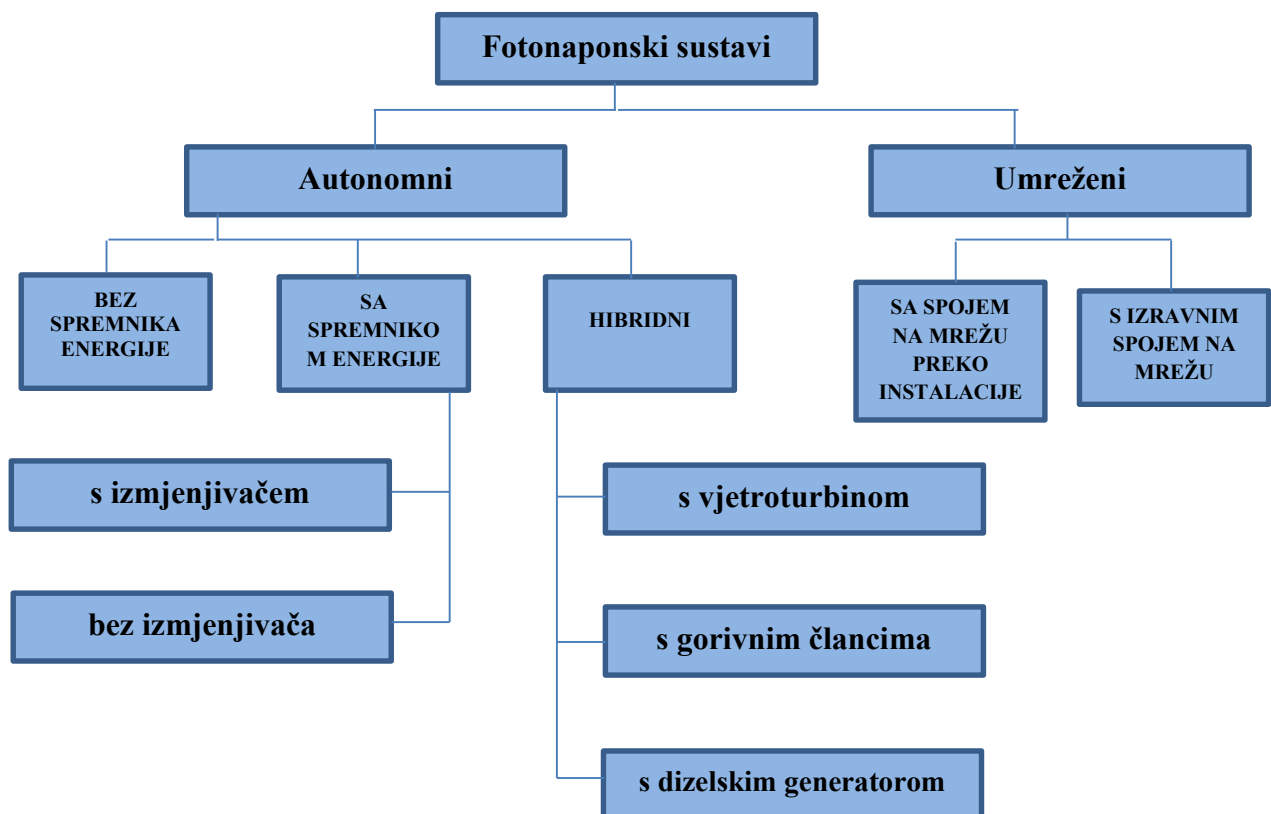 Fotonaponski sustavi
Autonomni
Umreženi
BEZ
SPREMNIKA
ENERGIJE
SA
SPREMNIKO
M ENERGIJE
HIBRIDNI
SA SPOJEM
NA MREŽU
PREKO
INSTALACIJE
S IZRAVNIM
SPOJEM NA
MREŽU
s izmjenjivačem
bez izmjenjivača
s vjetroturbinom
s gorivnim člancima
s dizelskim generatorom